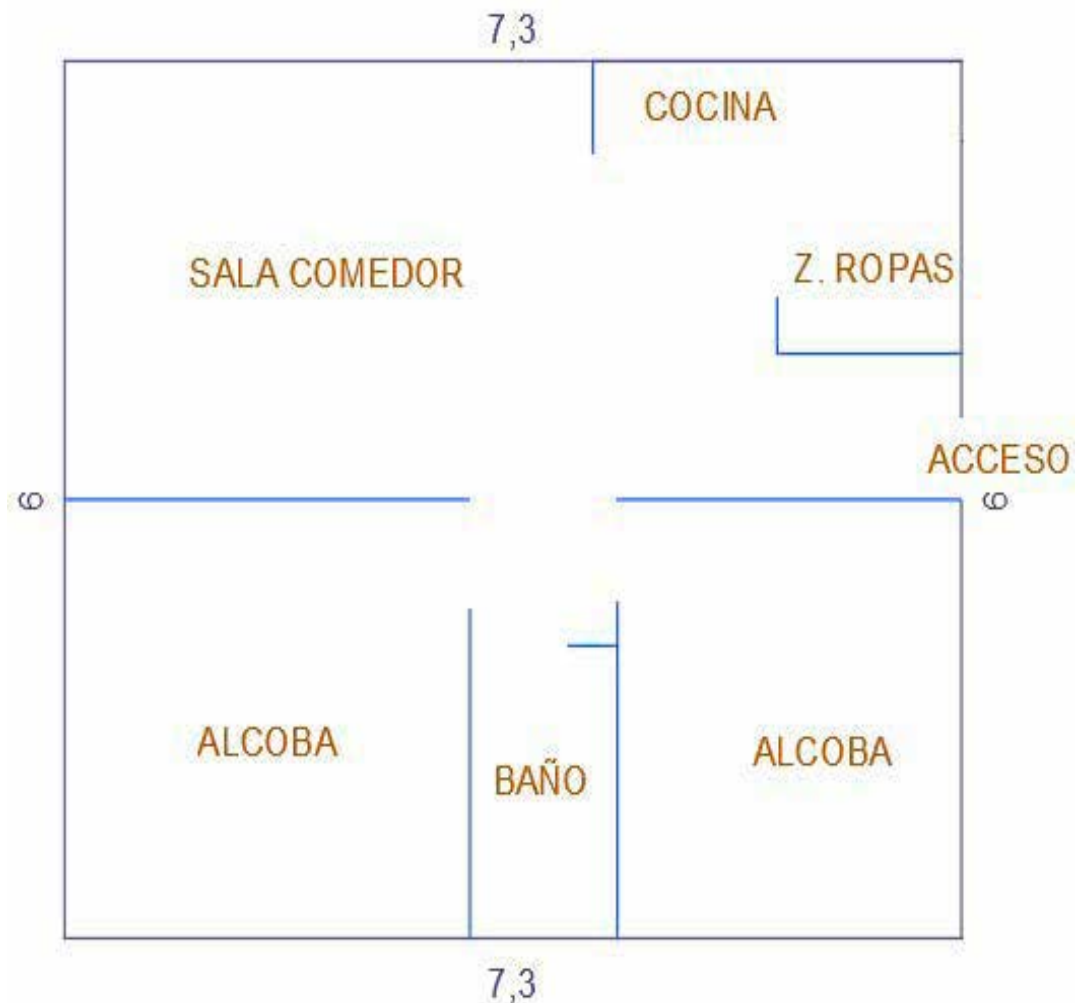 7,3
COCINA
SALA COMEDOR
Z. ROPAS
ACCESO
6
6
ALCOBA
BAÑO
ALCOBA
7,3